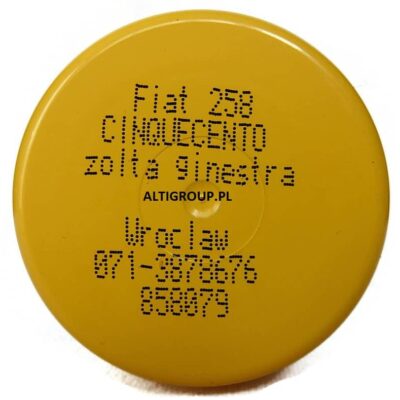 Fiat 258
CINQUECENTO
zolta ginestra
ALTIGROUP.PL
Wroclaw
071-3878676
858079